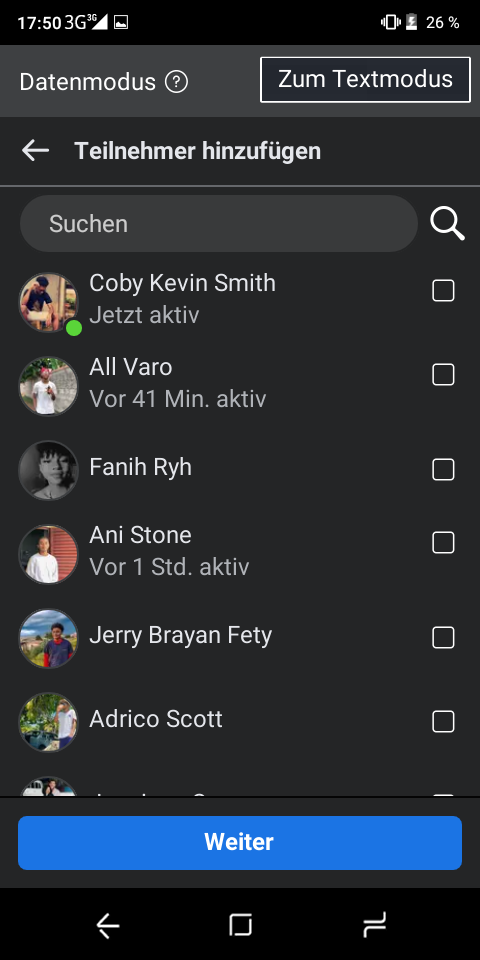 17:50 3G 3G 26 %
Datenmodus ? Zum Textmodus
Teilnehmer hinzufügen
Suchen
Coby Kevin Smith
Jetzt aktiv
All Varo
Vor 41 Min. aktiv
Fanih Ryh
Ani Stone
Vor 1 Std. aktiv
Jerry Brayan Fety
Adrico Scott
Weiter